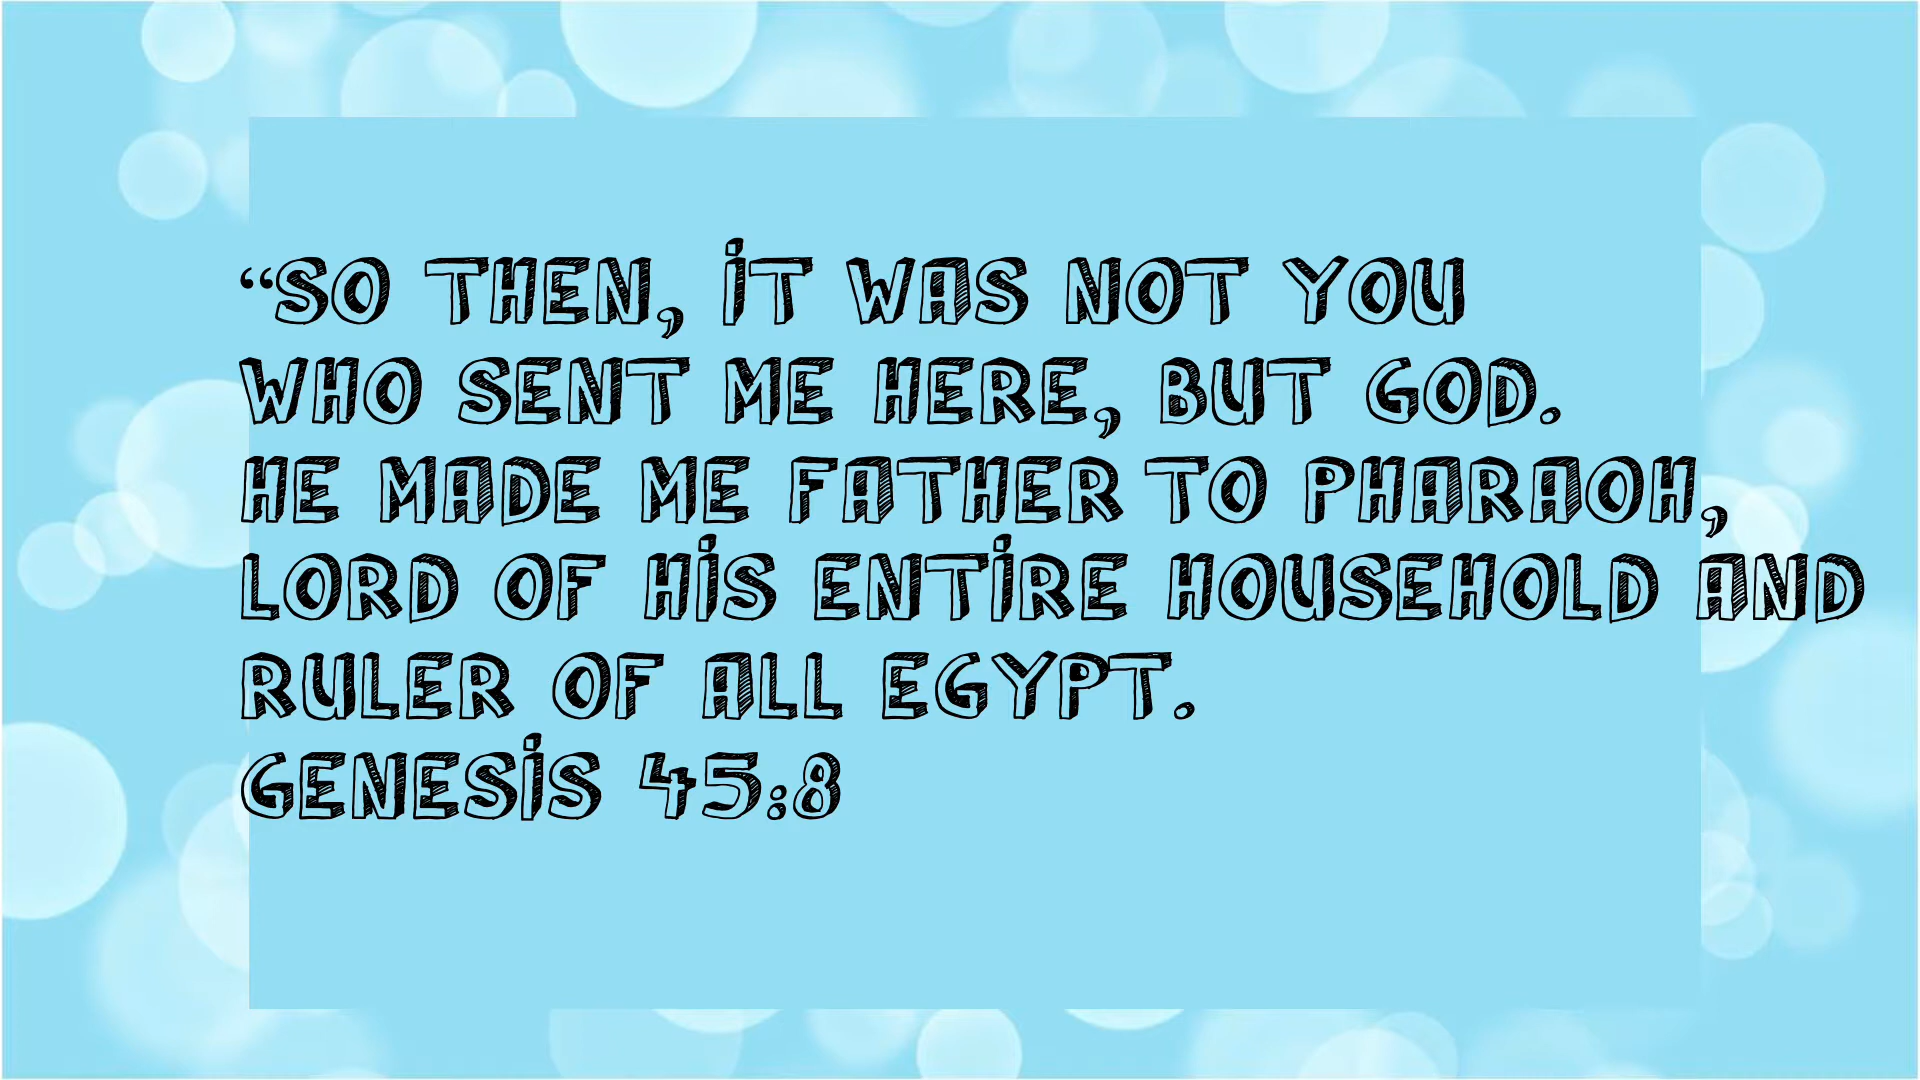 “SO THEN, iT WAS NOT YOU
WHO SENT ME HERE, BUT GOD.
HE MADE ME FATHER TO PHARAOH,
LORD OF HiS ENTiRE HOUSEHOLD AND
RULER OF ALL EGYPT.
GENESiS 45:8